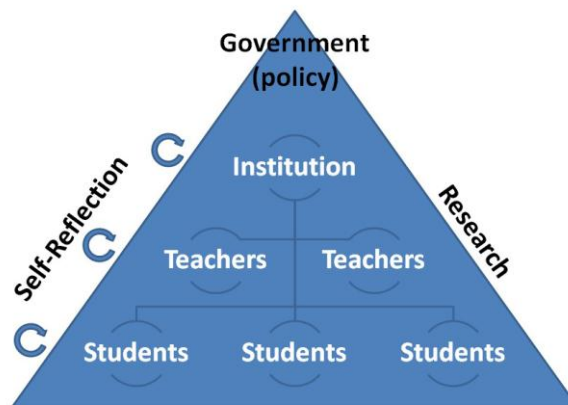 Government
(policy)
Institution
Self-Reflection
Research
Teachers Teachers
Students Students Students